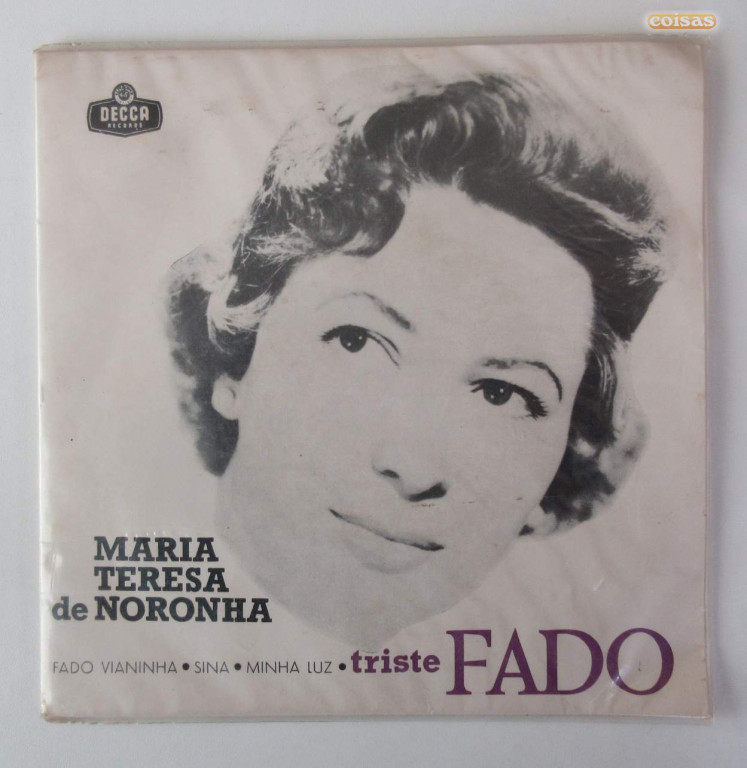 coisas
DECCA
RECORDS
MARIA
TERESA
de NORONHA
FADO VIANINHA • SINA • MINHA LUZ • triste FADO